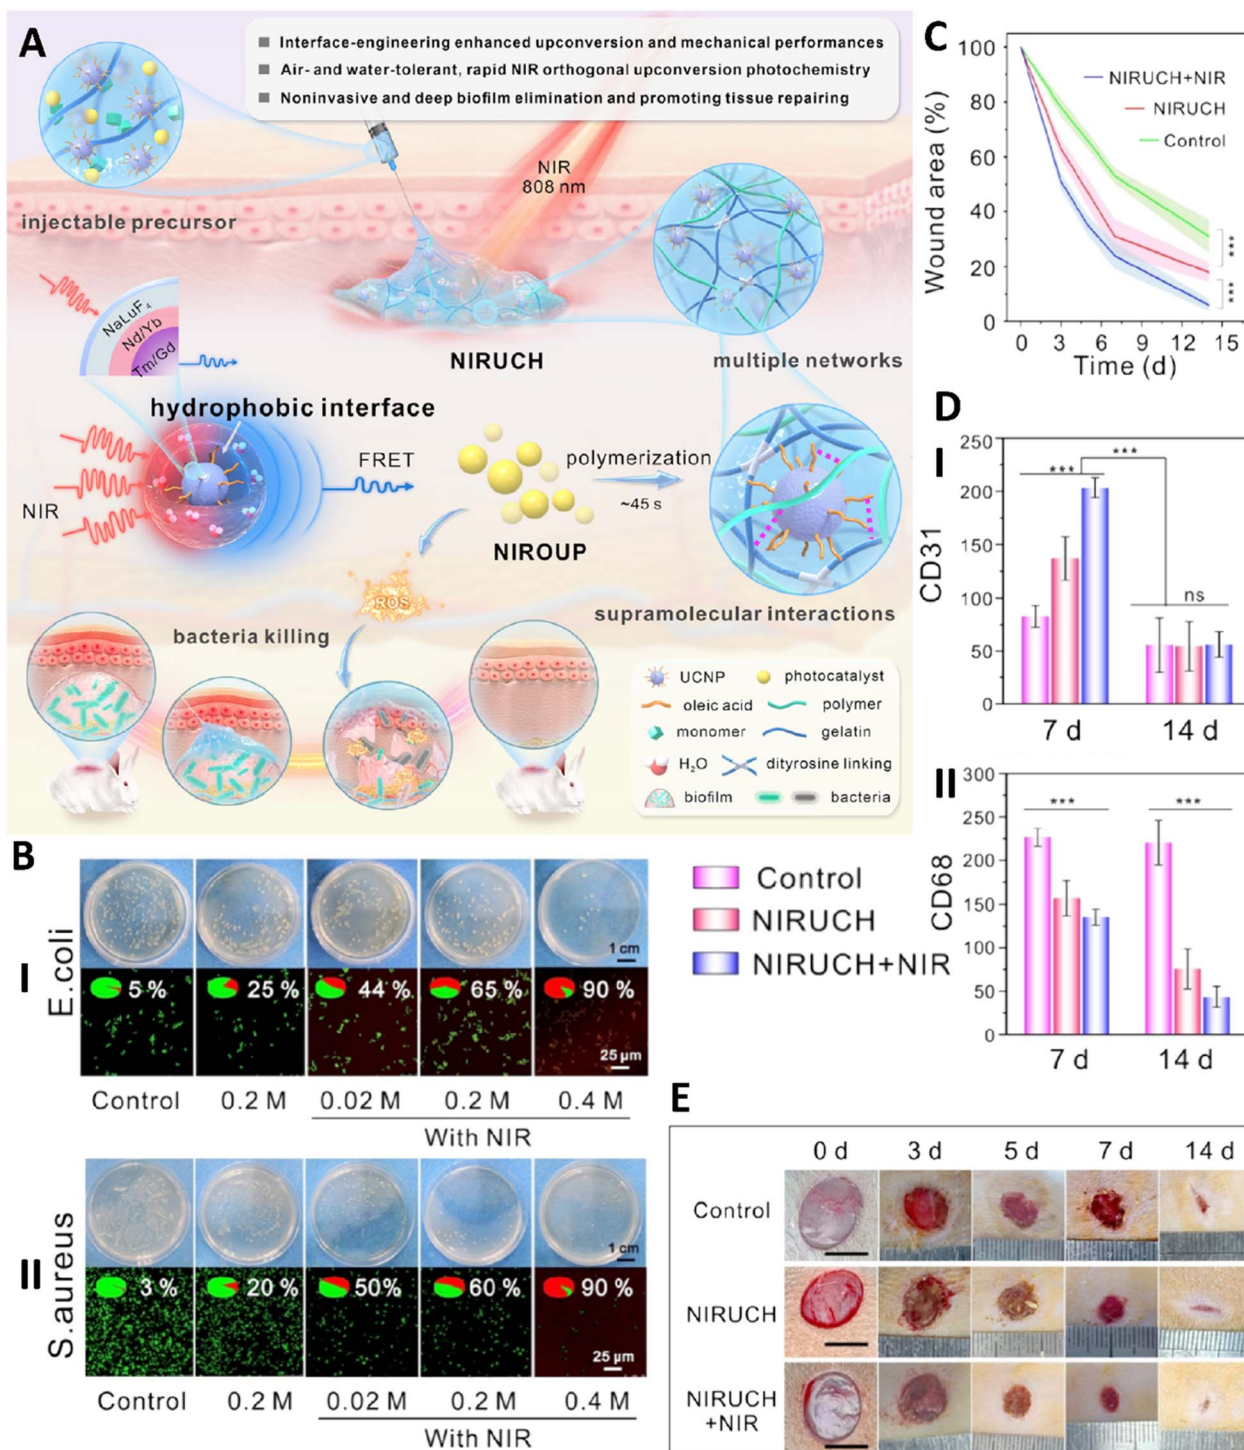 A
■ Interface-engineering enhanced upconversion and mechanical performances
■ Air- and water-tolerant, rapid NIR orthogonal upconversion photochemistry
■ Noninvasive and deep biofilm elimination and promoting tissue repairing
NIR
808 nm
injectable precursor
NaLuF₄
Nd/Yb
Tm/Gd
NIRUCH
multiple networks
hydrophobic interface
NIR
FRET
polymerization
~45 s
NIROUP
ROS
supramolecular interactions
bacteria killing
UCNP
photocatalyst
oleic acid
polymer
monomer
gelatin
H₂O
dityrosine linking
biofilm
bacteria
B
I
E.coli
1 cm
5 %
25 %
44 %
65 %
90 %
25 µm
Control
0.2 M
0.02 M
0.2 M
0.4 M
With NIR
II
S.aureus
1 cm
3 %
20 %
50%
60 %
90 %
25 µm
Control
0.2 M
0.02 M
0.2 M
0.4 M
With NIR
C
Wound area (%)
100
80
60
40
20
0
NIRUCH+NIR
NIRUCH
Control
***
***
0 3 6 9 12 15
Time (d)
D
I
CD31
250
200
150
100
50
0
***
***
ns
7 d
14 d
II
CD68
300
250
200
150
100
50
0
***
***
7 d
14 d
Control
NIRUCH
NIRUCH+NIR
E
0 d
3 d
5 d
7 d
14 d
Control
NIRUCH
NIRUCH
+NIR